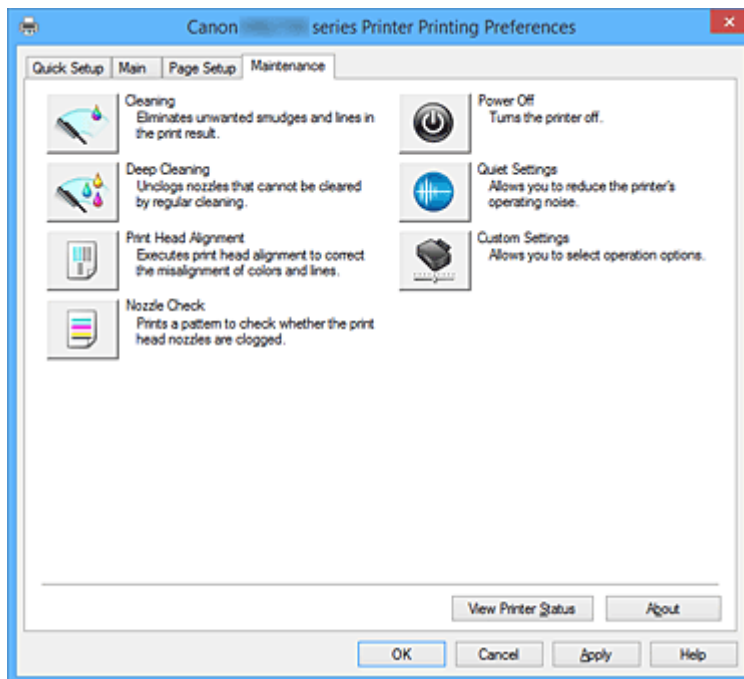 Canon series Printer Printing Preferences
Quick Setup Main Page Setup Maintenance
Cleaning
Eliminates unwanted smudges and lines in
the print result.
Deep Cleaning
Unclogs nozzles that cannot be cleared
by regular cleaning.
Print Head Alignment
Executes print head alignment to correct
the misalignment of colors and lines.
Nozzle Check
Prints a pattern to check whether the print
head nozzles are clogged.
Power Off
Turns the printer off.
Quiet Settings
Allows you to reduce the printer's
operating noise.
Custom Settings
Allows you to select operation options.
View Printer Status About
OK Cancel Apply Help